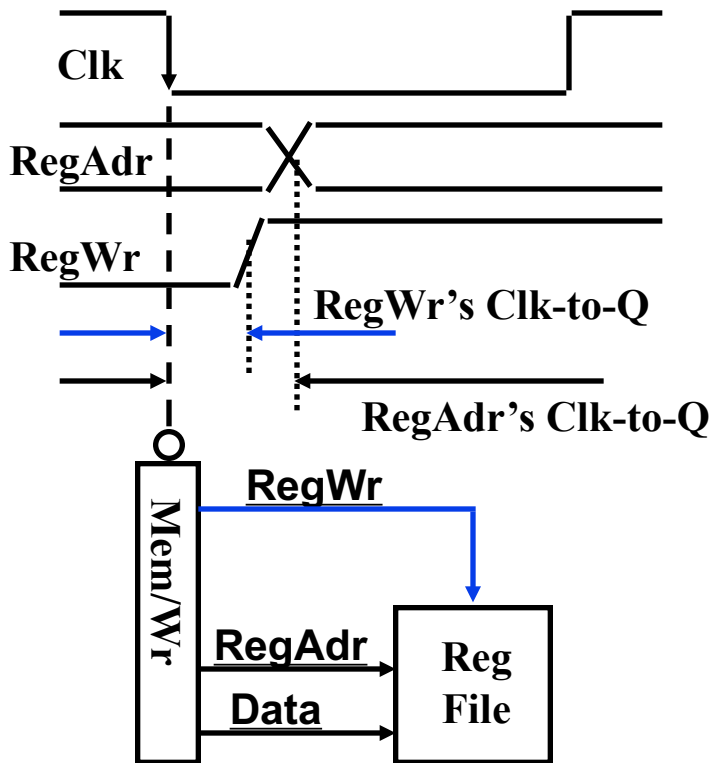 Clk
RegAdr
RegWr
RegWr's Clk-to-Q
RegAdr's Clk-to-Q
Mem/Wr
RegWr
RegAdr
Data
Reg
File